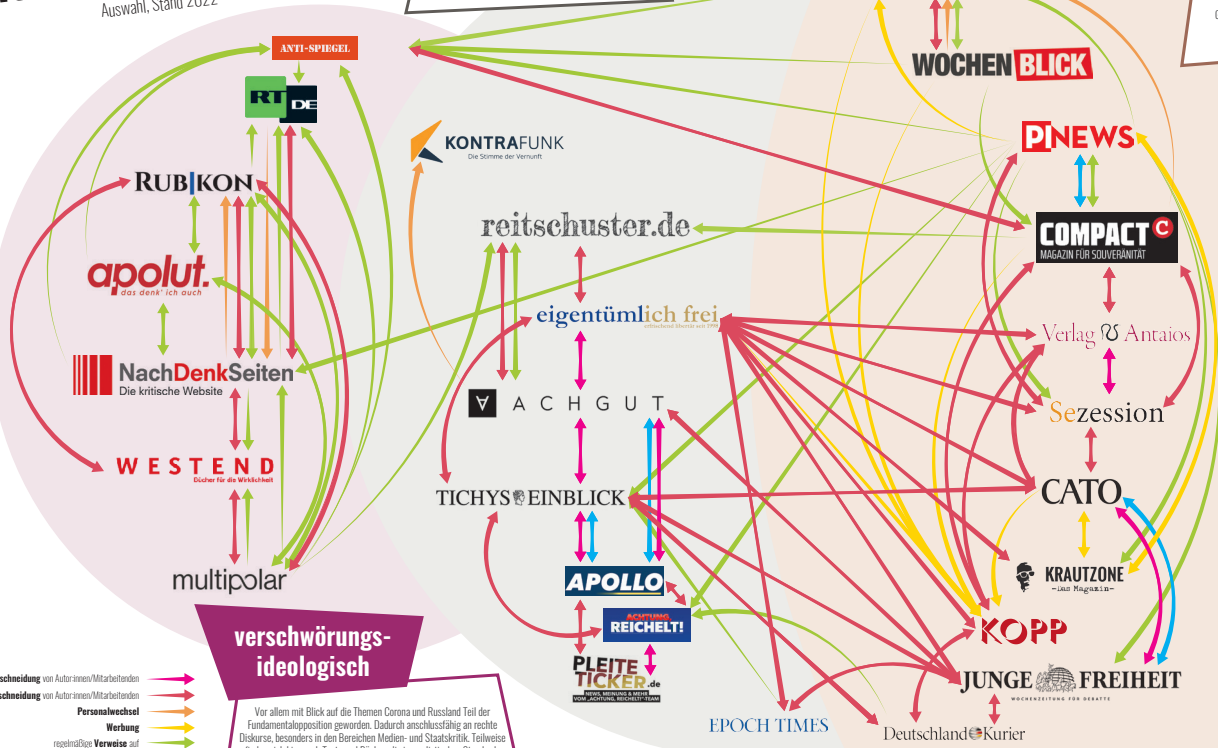 Auswahl, Stand 2022
ANTI-SPIEGEL
RT DE
RUBIKON
apolut.
das denk' ich auch
NachDenkSeiten
Die kritische Website
WESTEND
Bücher für die Wirklichkeit
multipolar
KONTRAFUNK
Die Stimme der Vernunft
reitschuster.de
eigentümlich frei
erfrischend liberal seit 1998
ACHGUT
TICHYS EINBLICK
APOLLO
ACHTUNG,
REICHELT!
PLEITE
TICKER.de
NEWS, MEINUNG & MEHR
VOM „ACHTUNG, REICHELT!“-TEAM
WOCHENBLICK
PI NEWS
COMPACT C
MAGAZIN FÜR SOUVERÄNITÄT
Verlag Antaios
Sezession
CATO
KRAUTZONE
-Das Magazin-
KOPP
JUNGE FREIHEIT
WOCHENZEITUNG FÜR DEBATTE
EPOCH TIMES
Deutschland Kurier
verschwörungs-
ideologisch
Vor allem mit Blick auf die Themen Corona und Russland Teil der
Fundamentalopposition geworden. Dadurch anschlussfähig an rechte
Diskurse, besonders in den Bereichen Medien- und Staatskritik. Teilweise
schneidung von Autor:innen/Mitarbeitenden
schneidung von Autor:innen/Mitarbeitenden
Personalwechsel
Werbung
regelmäßige Verweise auf